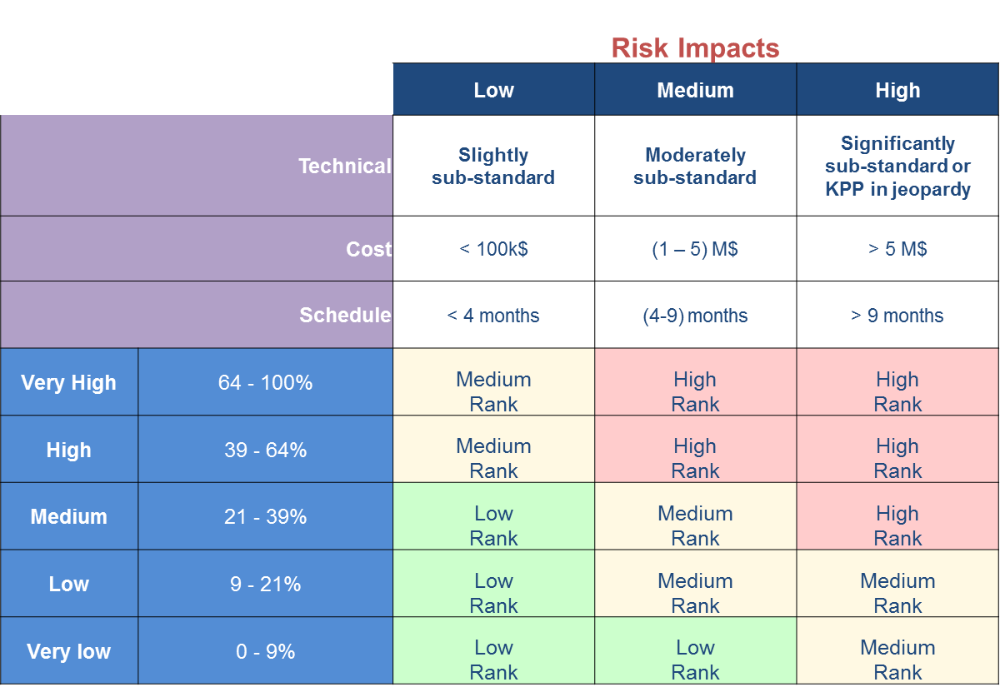 Risk Impacts
Low Medium High
Technical Slightly sub-standard Moderately sub-standard Significantly sub-standard or KPP in jeopardy
Cost < 100k$ (1 – 5) M$ > 5 M$
Schedule < 4 months (4-9) months > 9 months
Very High 64 - 100% Medium Rank High Rank High Rank
High 39 - 64% Medium Rank High Rank High Rank
Medium 21 - 39% Low Rank Medium Rank High Rank
Low 9 - 21% Low Rank Medium Rank Medium Rank
Very low 0 - 9% Low Rank Low Rank Medium Rank